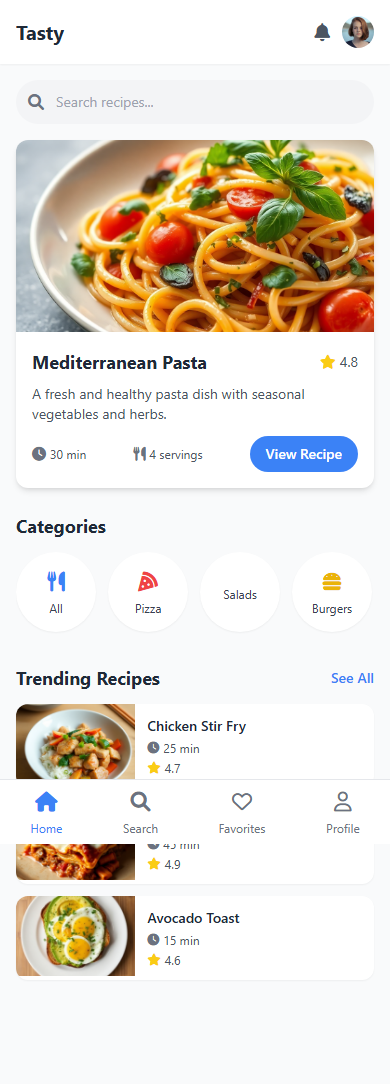 Tasty
Search recipes...
Mediterranean Pasta
4.8
A fresh and healthy pasta dish with seasonal
vegetables and herbs.
30 min
4 servings
View Recipe
Categories
All
Pizza
Salads
Burgers
Trending Recipes
See All
Chicken Stir Fry
25 min
4.7
Home
Search
Favorites
Profile
45 min
4.9
Avocado Toast
15 min
4.6